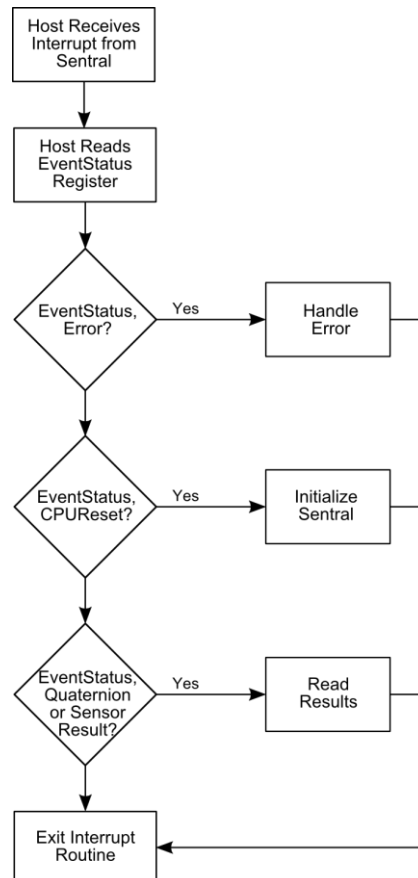 Host Receives
Interrupt from
Sentral
Host Reads
EventStatus
Register
EventStatus,
Error?
Yes
Handle
Error
EventStatus,
CPUReset?
Yes
Initialize
Sentral
EventStatus,
Quaternion
or Sensor
Result?
Yes
Read
Results
Exit Interrupt
Routine